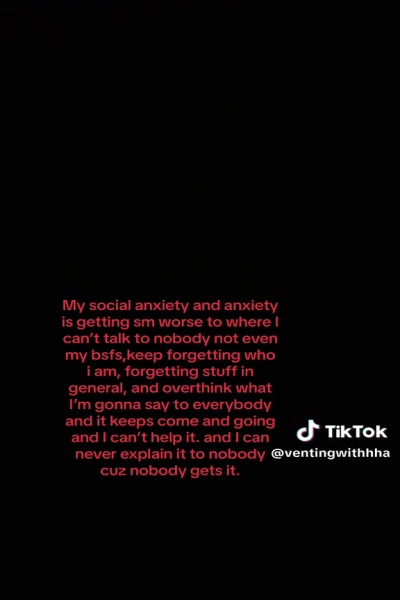 My social anxiety and anxiety
is getting sm worse to where I
can't talk to nobody not even
my bsfs,keep forgetting who
i am, forgetting stuff in
general, and overthink what
I'm gonna say to everybody
and it keeps come and going
and I can't help it. and I can
never explain it to nobody
cuz nobody gets it.
TikTok
@ventingwithhha